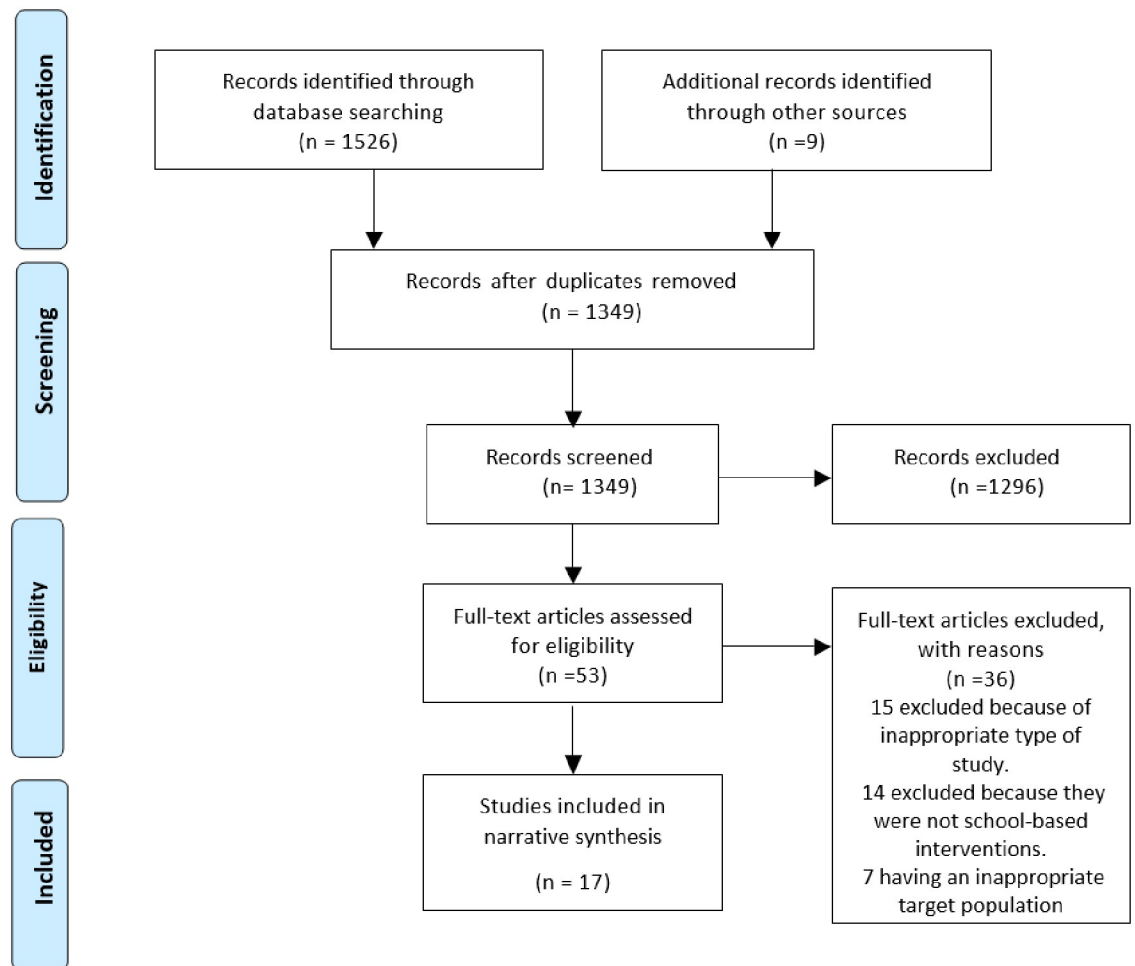 Identification
Records identified through
database searching
(n = 1526)
Additional records identified
through other sources
(n =9)
Screening
Records after duplicates removed
(n = 1349)
Records screened
(n= 1349)
Records excluded
(n =1296)
Eligibility
Full-text articles assessed
for eligibility
(n =53)
Full-text articles excluded,
with reasons
(n =36)
15 excluded because of
inappropriate type of
study.
14 excluded because they
were not school-based
interventions.
7 having an inappropriate
target population
Included
Studies included in
narrative synthesis
(n = 17)